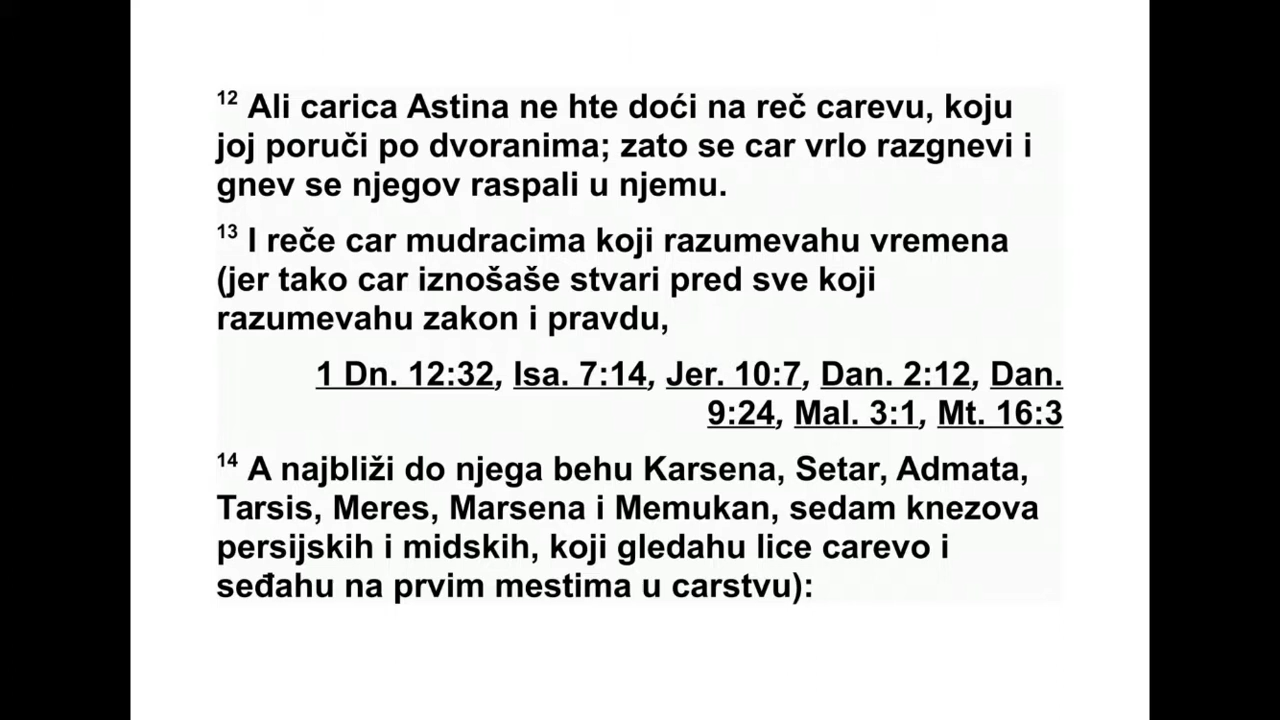 12 Ali carica Astina ne hte doći na reč carevu, koju
joj poruči po dvoranima; zato se car vrlo razgnevi i
gnev se njegov raspali u njemu.
13 I reče car mudracima koji razumevahu vremena
(jer tako car iznošaše stvari pred sve koji
razumevahu zakon i pravdu,
1 Dn. 12:32, Isa. 7:14, Jer. 10:7, Dan. 2:12, Dan.
9:24, Mal. 3:1, Mt. 16:3
14 A najbliži do njega behu Karsena, Setar, Admata,
Tarsis, Meres, Marsena i Memukan, sedam knezova
persijskih i midskih, koji gledahu lice carevo i
seđahu na prvim mestima u carstvu):